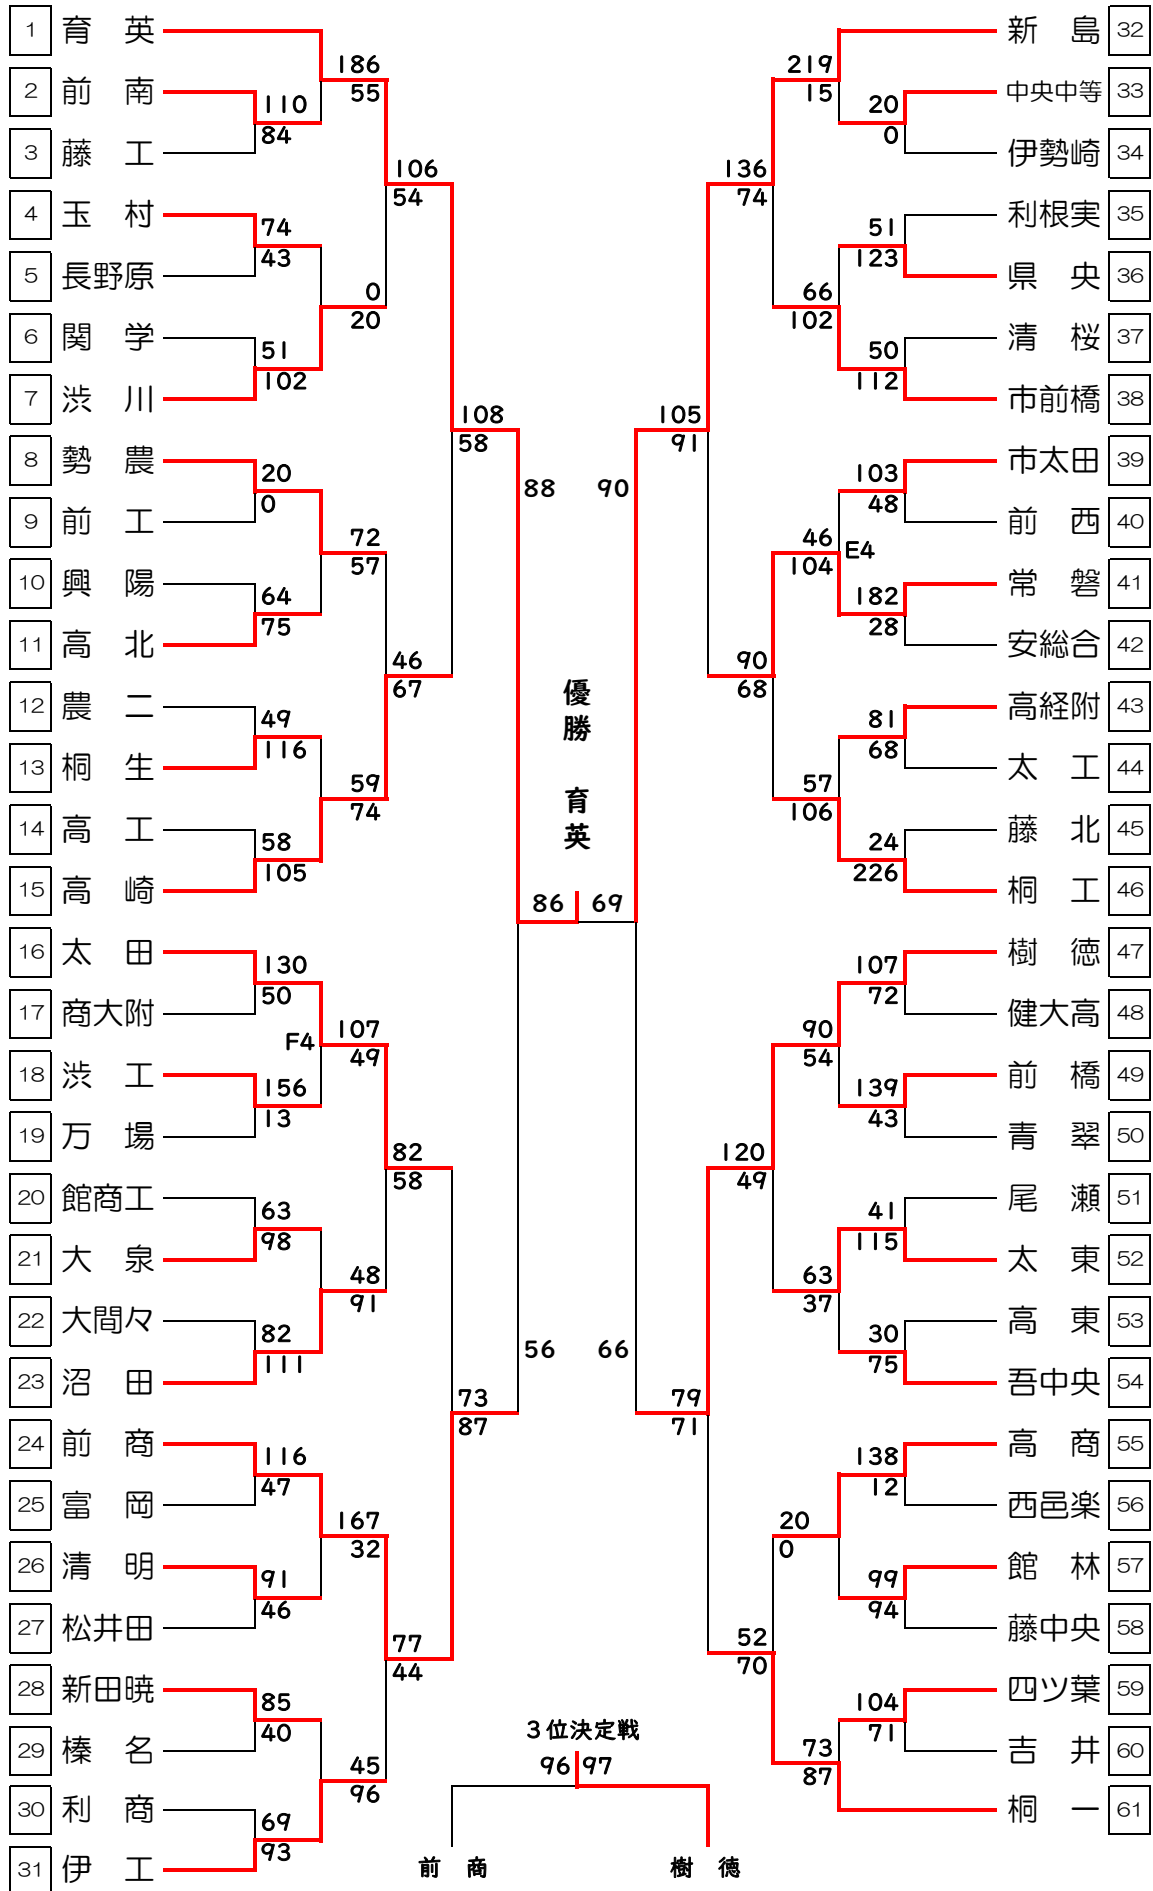 1 育 英
2 前 南
3 藤 工
4 玉 村
5 長野原
6 関 学
7 渋 川
8 勢 農
9 前 工
10 興 陽
11 高 北
12 農 二
13 桐 生
14 高 工
15 高 崎
16 太 田
17 商大附
18 渋 工
19 万 場
20 館商工
21 大 泉
22 大間々
23 沼 田
24 前 商
25 富 岡
26 清 明
27 松井田
28 新田暁
29 榛 名
30 利 商
31 伊 工
110
84
74
43
51
102
20
0
64
75
49
116
58
105
130
50
156
13
63
98
82
111
116
47
91
46
85
40
69
93
186
55
0
20
72
57
59
74
F4
107
49
48
91
167
32
45
96
106
54
46
67
82
58
77
44
108
58
73
87
88
56
優勝 育英
86 69
90
66
105
91
79
71
136
74
90
68
120
49
52
70
219
15
66
102
46
104
E4
57
106
90
54
63
37
20
0
73
87
20
0
51
123
50
112
103
48
182
28
81
68
24
226
107
72
139
43
41
115
30
75
138
12
99
94
104
71
新 島 32
中央中等 33
伊勢崎 34
利根実 35
県 央 36
清 桜 37
市前橋 38
市太田 39
前 西 40
常 磐 41
安総合 42
高経附 43
太 工 44
藤 北 45
桐 工 46
樹 徳 47
健大高 48
前 橋 49
青 翠 50
尾 瀬 51
太 東 52
高 東 53
吾中央 54
高 商 55
西邑楽 56
館 林 57
藤中央 58
四ツ葉 59
吉 井 60
桐 一 61
3位決定戦
96 97
前 商
樹 徳